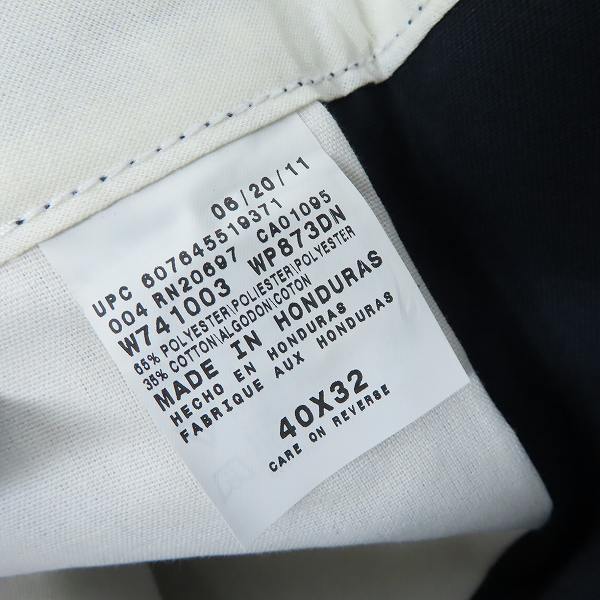 06/20/11
UPC 607645519371
004 RN20697 CA01095
W741003 WP873DN
65% POLYESTER|POLIESTER|POLYESTER
35% COTTON|ALGODON|COTON
MADE IN HONDURAS
HECHO EN HONDURAS
FABRIQUE AUX HONDURAS
40X32
CARE ON REVERSE